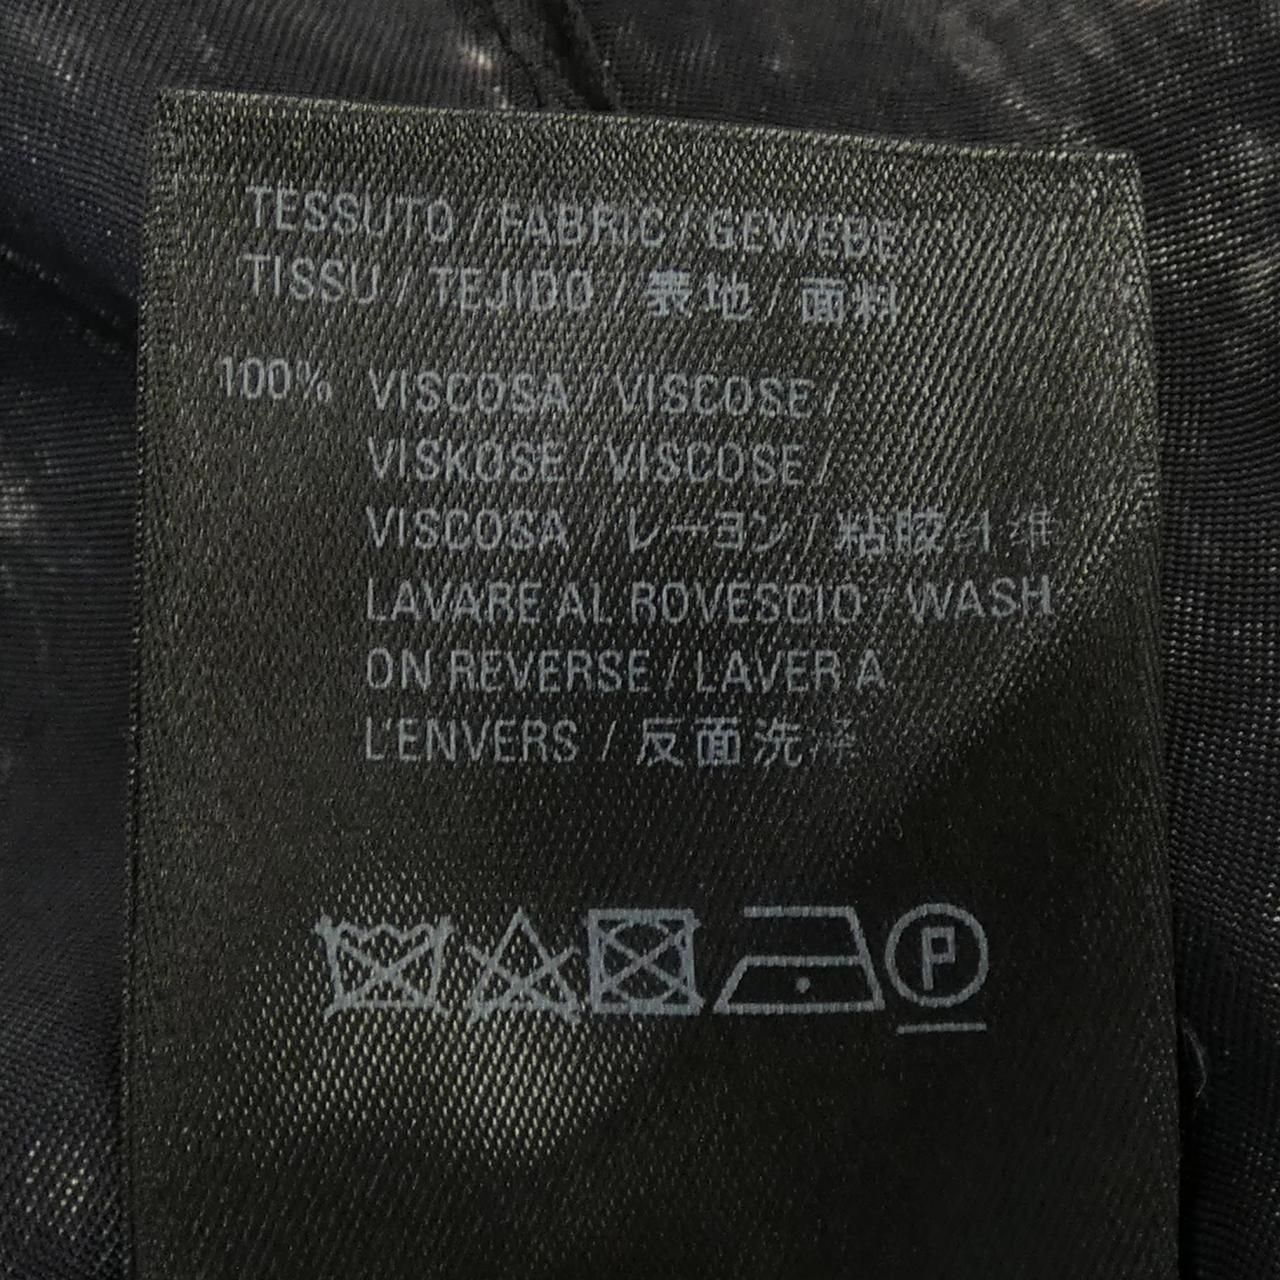 TESSUTO / FABRIC / GEWEBE
TISSU / TEJIDO / 表地 / 面料
100% VISCOSA / VISCOSE /
VISKOSE / VISCOSE /
VISCOSA / レーヨン / 粘胶纤维
LAVARE AL ROVESCIO / WASH
ON REVERSE / LAVER A
L'ENVERS / 反面洗涤
P